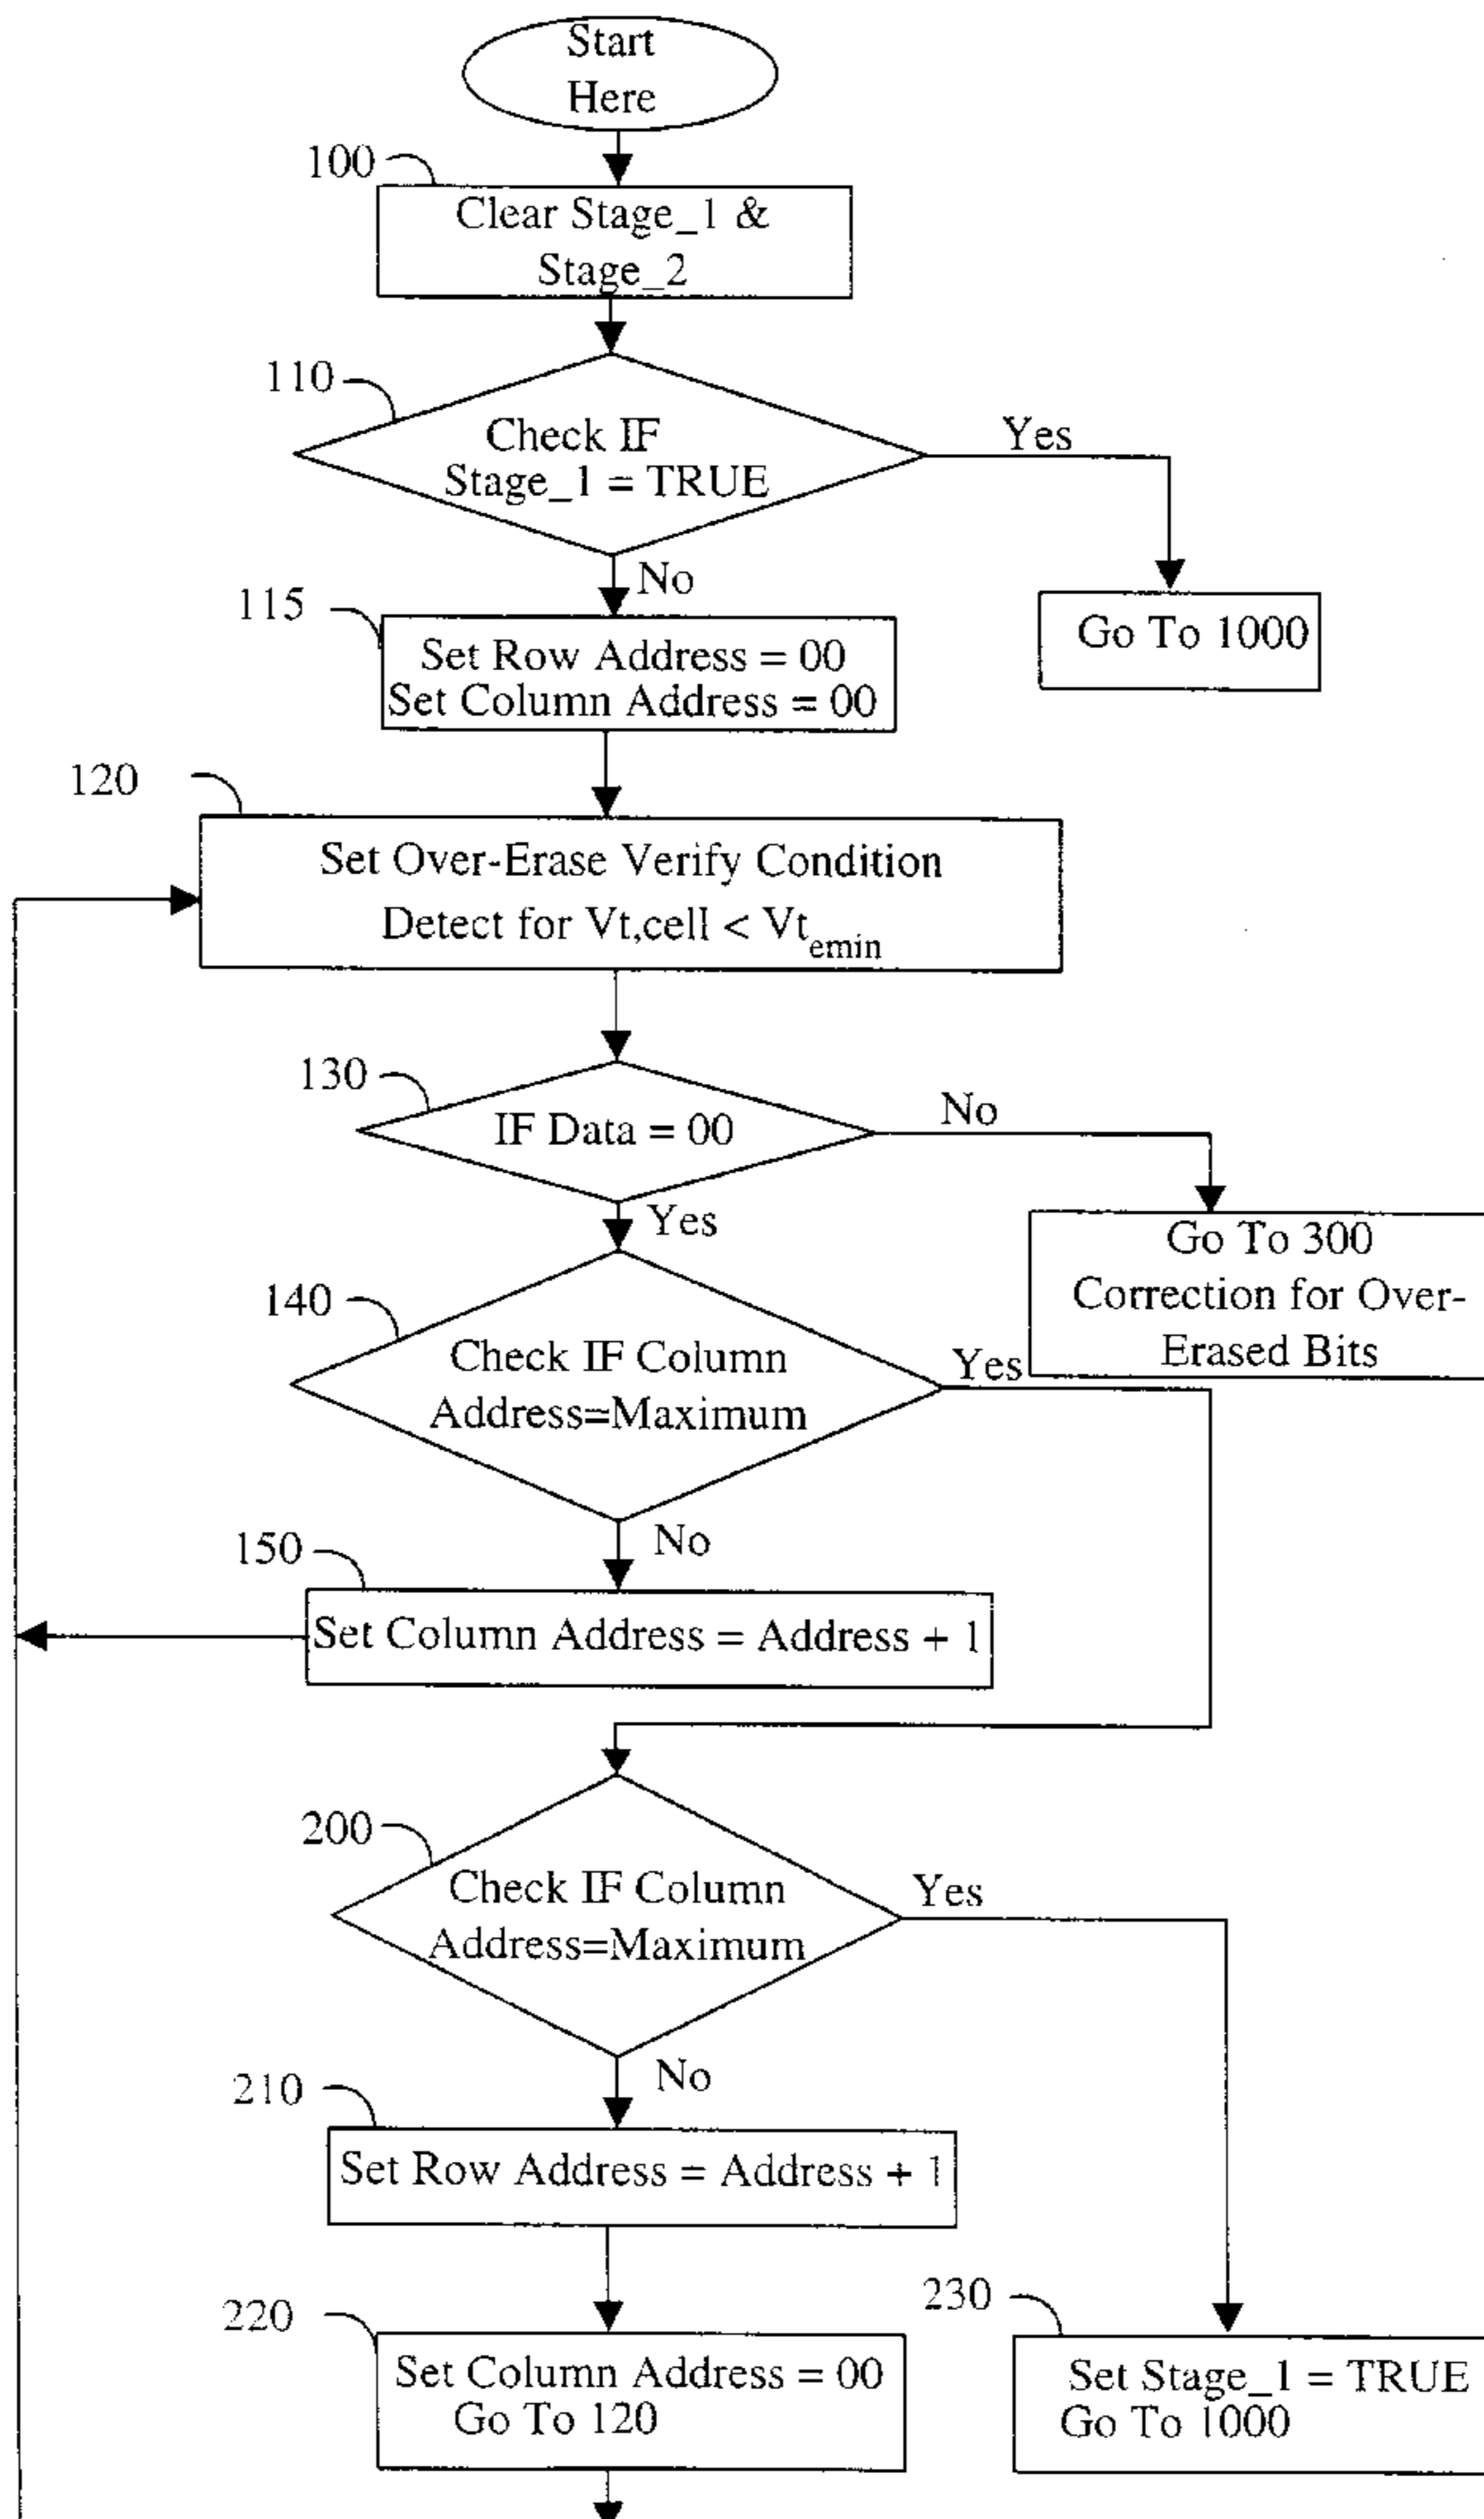 Start
Here
100
Clear Stage_1 &
Stage_2
110
Check IF
Stage_1 = TRUE
Yes
No
115
Set Row Address = 00
Set Column Address = 00
Go To 1000
120
Set Over-Erase Verify Condition
Detect for Vt,cell < Vtemin
130
IF Data = 00
No
Yes
Go To 300
Correction for Over-
Erased Bits
140
Check IF Column
Address=Maximum
Yes
No
150
Set Column Address = Address + 1
200
Check IF Column
Address=Maximum
Yes
No
210
Set Row Address = Address + 1
220
Set Column Address = 00
Go To 120
230
Set Stage_1 = TRUE
Go To 1000